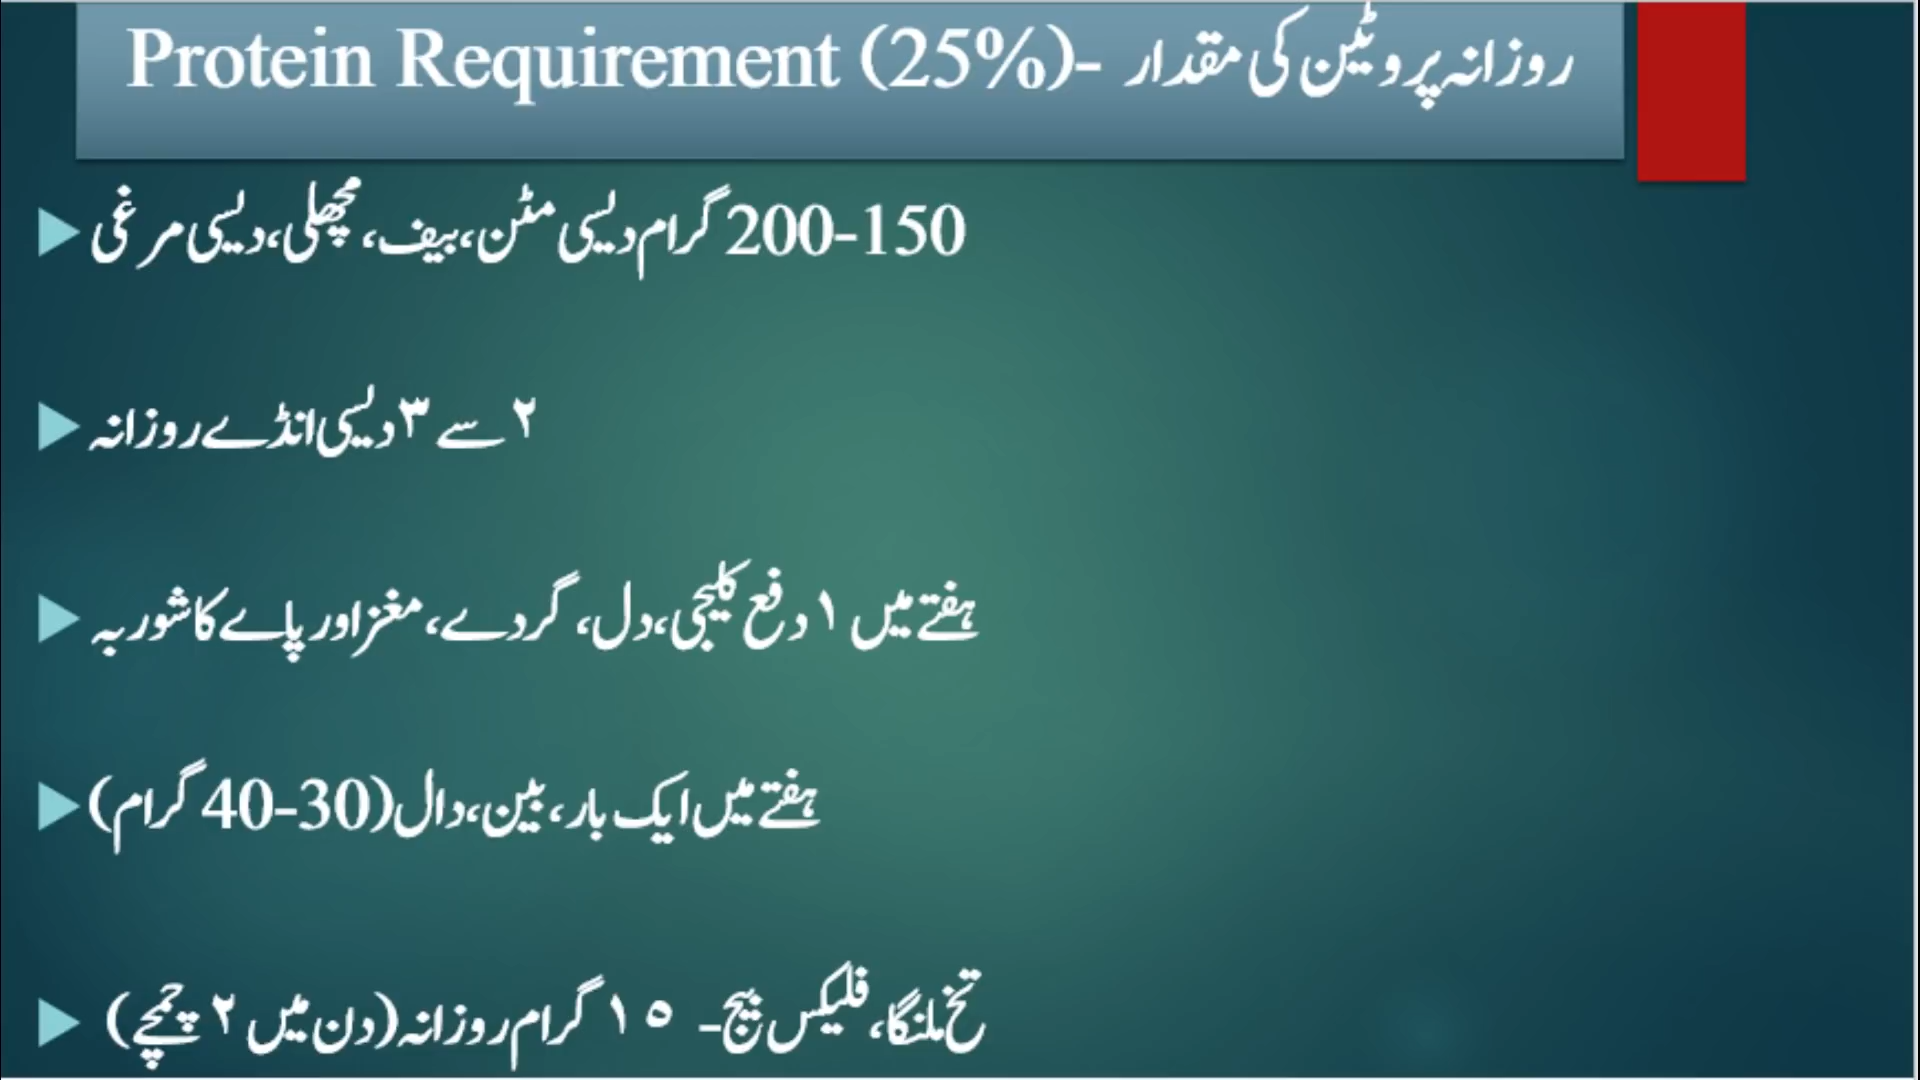 Protein Requirement (25%)- روزانہ پروٹین کی مقدار
200-150 گرام دیسی مٹن، بیف، مچھلی، دیسی مرغی
۲ سے ۳ دیسی انڈے روزانہ
ہفتے میں ۱ دفع کلیجی، دل، گردے، مغز اور پاے کا شوربہ
ہفتے میں ایک بار، بین، دال (30-40 گرام)
تخ ملنگا، فلیکس بیج - ۱۵ گرام روزانہ (دن میں ۲ چمچے)